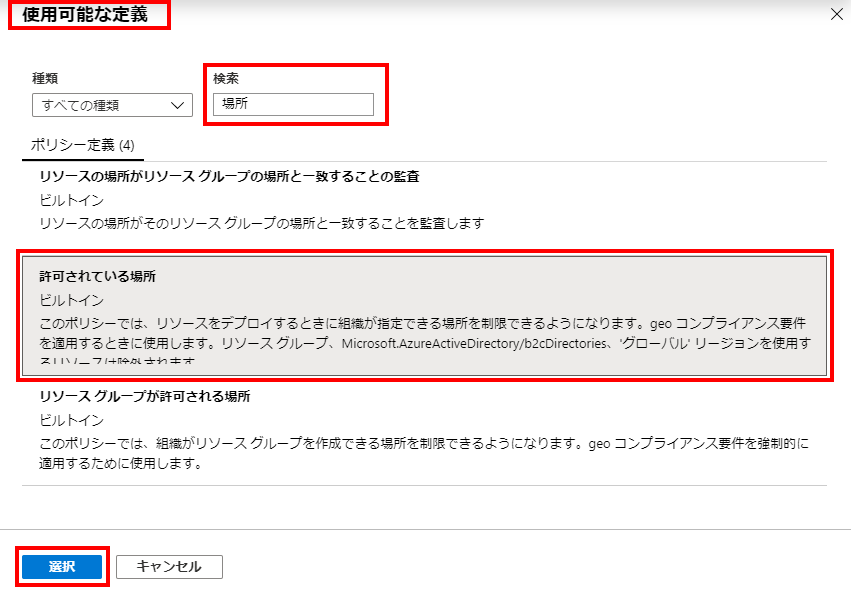 使用可能な定義
種類
検索
すべての種類
場所
ポリシー定義 (4)
リソースの場所がリソース グループの場所と一致することの監査
ビルトイン
リソースの場所がそのリソース グループの場所と一致することを監査します
許可されている場所
ビルトイン
このポリシーでは、リソースをデプロイするときに組織が指定できる場所を制限できるようになります。geo コンプライアンス要件
を適用するときに使用します。リソース グループ、Microsoft.AzureActiveDirectory/b2cDirectories、'グローバル' リージョンを使用す
るリソースは除外されます。
リソース グループが許可される場所
ビルトイン
このポリシーでは、組織がリソース グループを作成できる場所を制限できるようになります。geo コンプライアンス要件を強制的に
適用するために使用します。
選択
キャンセル